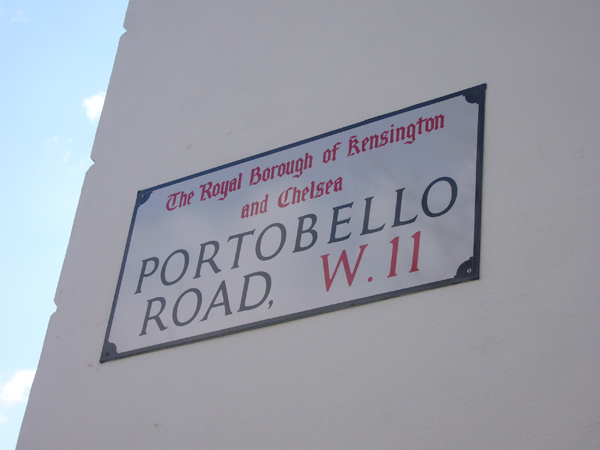 The Royal Borough of Kensington
and Chelsea
PORTOBELLO
ROAD, W.11